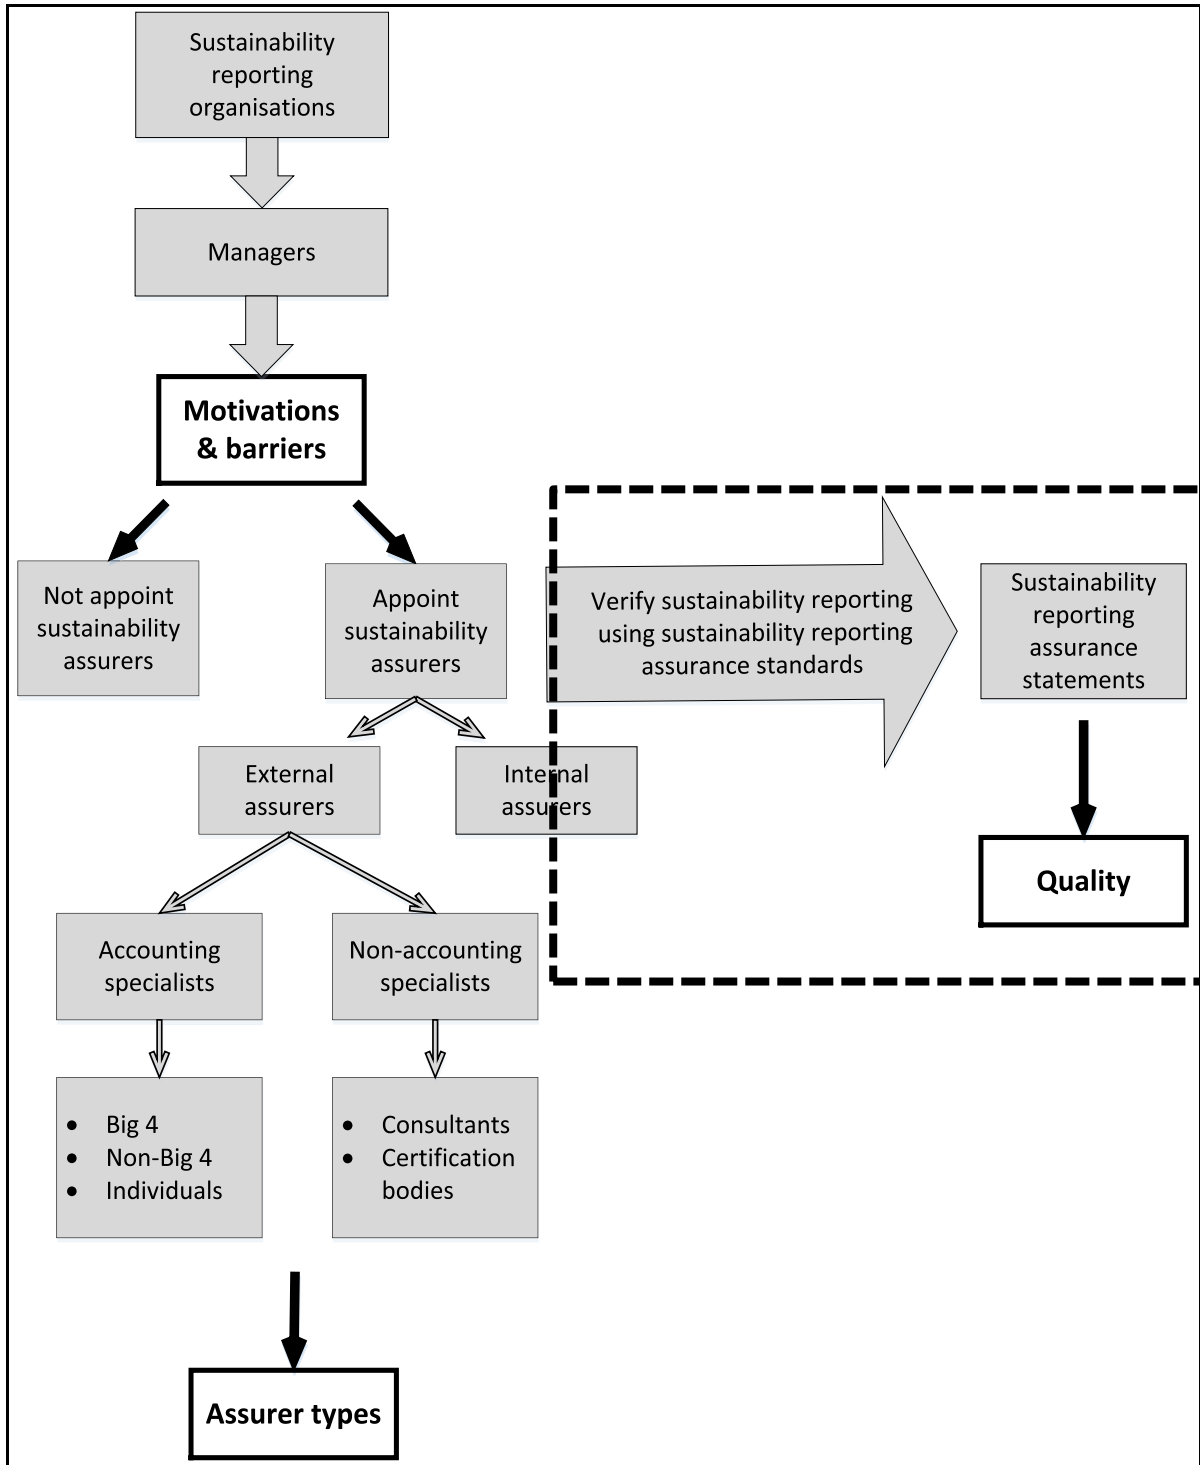 Sustainability
reporting
organisations
Managers
Motivations
& barriers
Not appoint
sustainability
assurers
Appoint
sustainability
assurers
Verify sustainability reporting
using sustainability reporting
assurance standards
Sustainability
reporting
assurance
statements
External
assurers
Internal
assurers
Quality
Accounting
specialists
Non-accounting
specialists
• Big 4
• Non-Big 4
• Individuals
• Consultants
• Certification
bodies
Assurer types